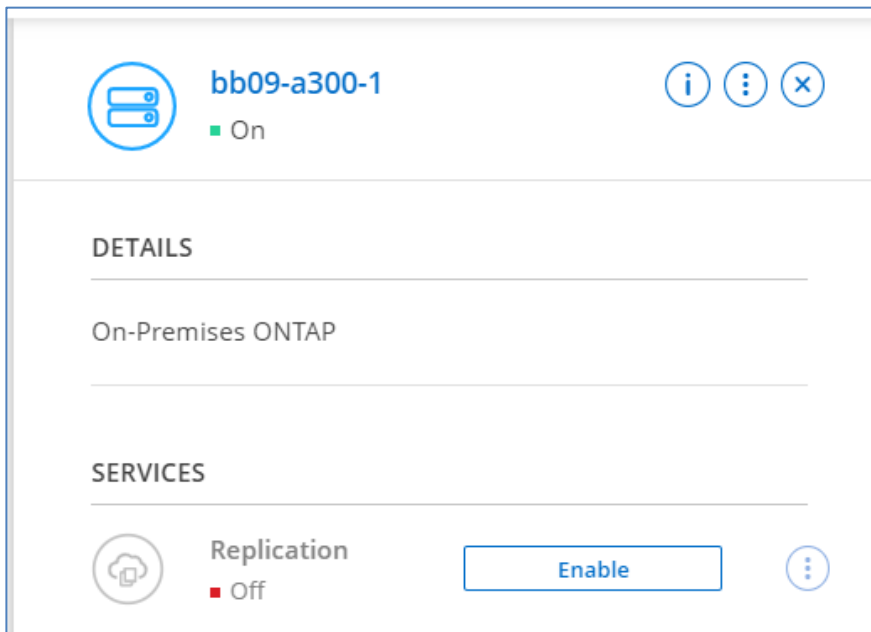 bb09-a300-1
On
DETAILS
On-Premises ONTAP
SERVICES
Replication
Enable
Off